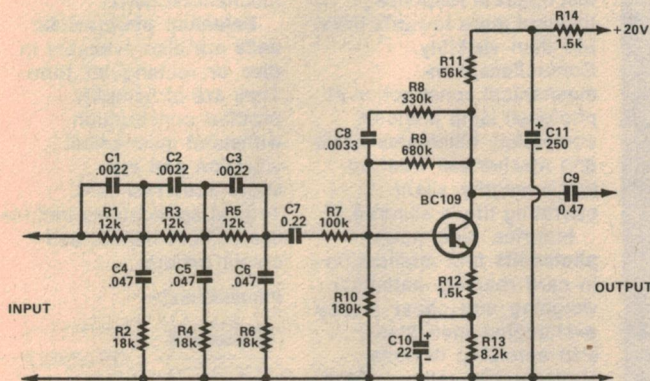 R14
1.5k
+20V
R11
56k
R8
330k
C8
.0033
R9
680k
C11
250
+
-
C1
.0022
C2
.0022
C3
.0022
C9
0.47
R1
12k
R3
12k
R5
12k
C7
0.22
R7
100k
BC109
C4
.047
C5
.047
C6
.047
R10
180k
R12
1.5k
INPUT
OUTPUT
R2
18k
R4
18k
R6
18k
C10
22
+
-
R13
8.2k